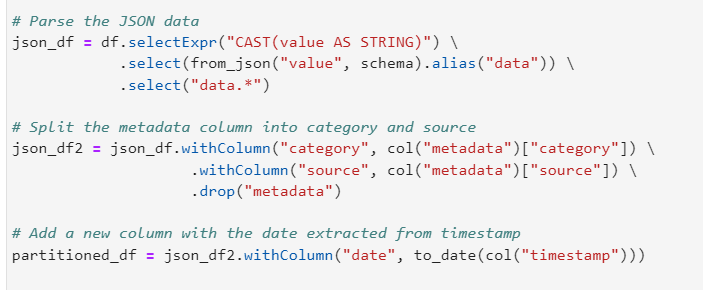 # Parse the JSON data
json_df = df.selectExpr("CAST(value AS STRING)") \
.select(from_json("value", schema).alias("data")) \
.select("data.*")
# Split the metadata column into category and source
json_df2 = json_df.withColumn("category", col("metadata")["category"]) \
.withColumn("source", col("metadata")["source"]) \
.drop("metadata")
# Add a new column with the date extracted from timestamp
partitioned_df = json_df2.withColumn("date", to_date(col("timestamp")))